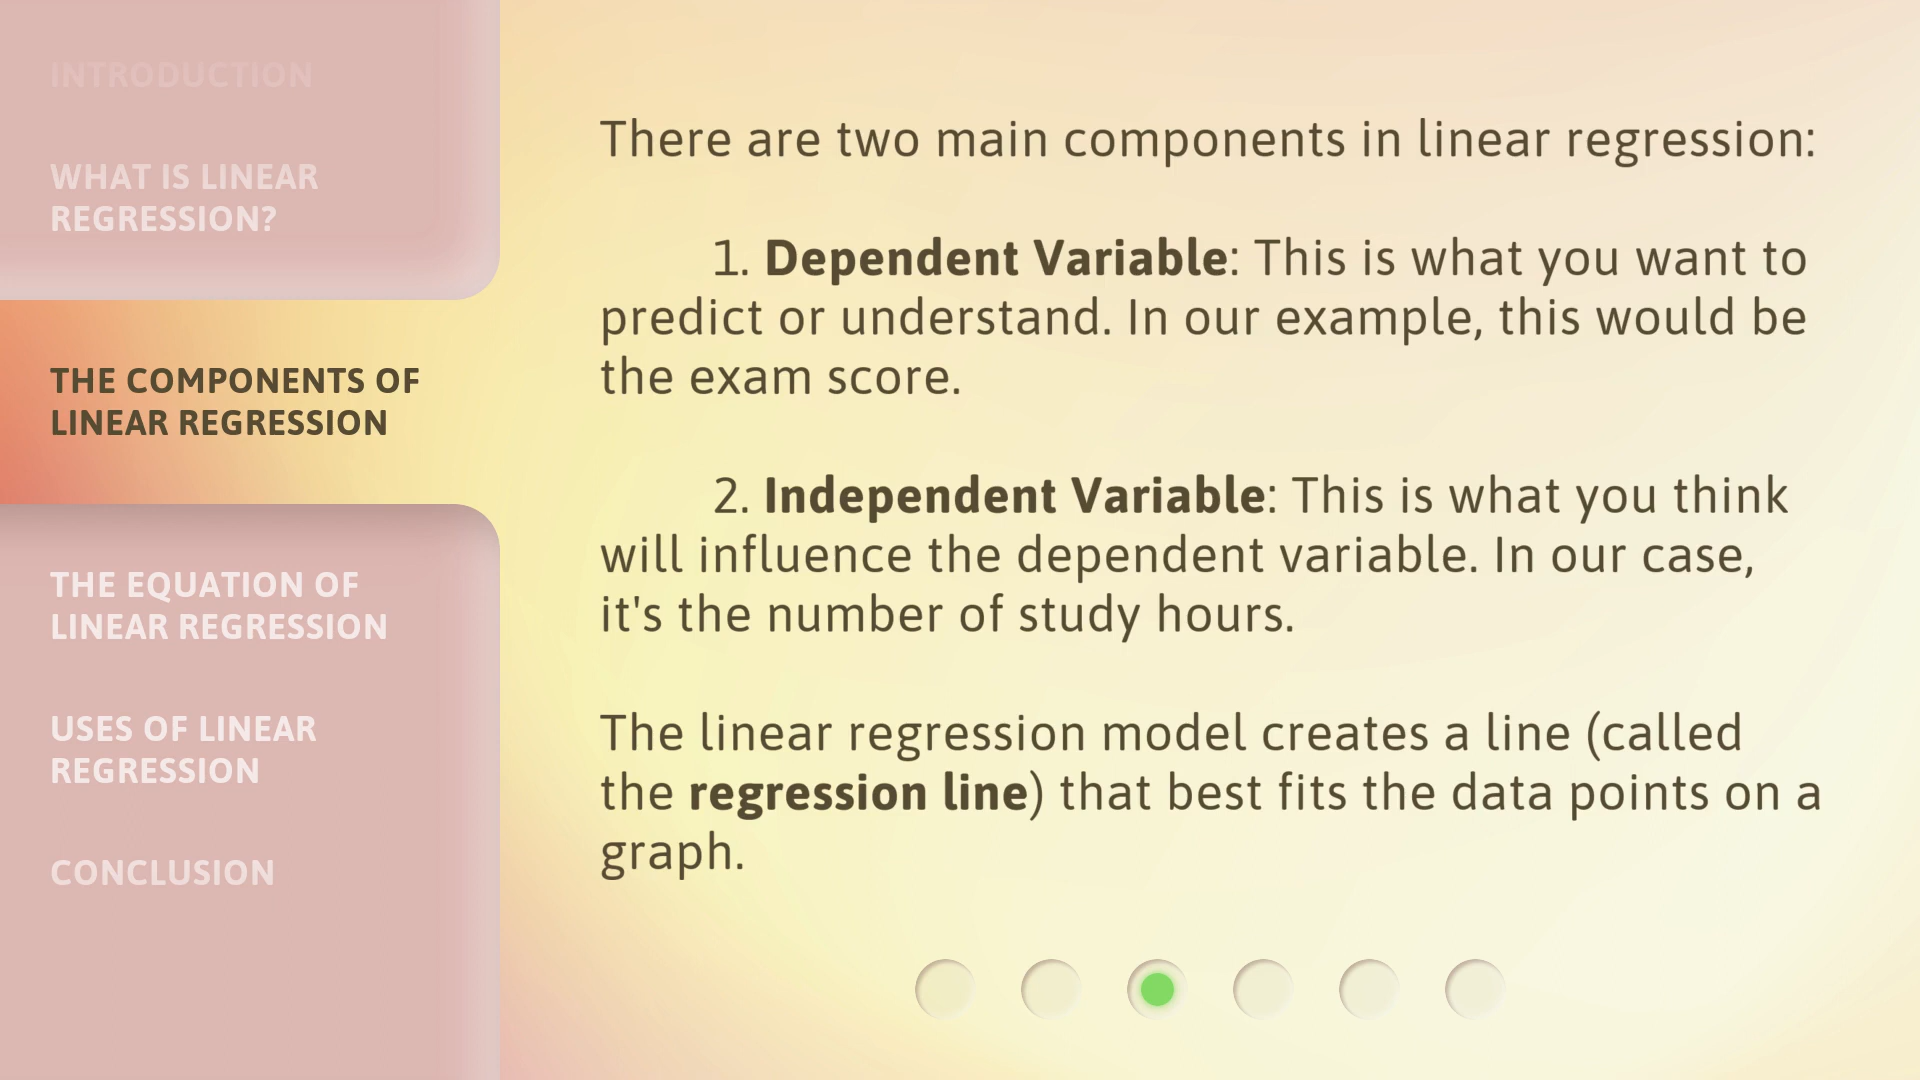 INTRODUCTION
WHAT IS LINEAR
REGRESSION?
THE COMPONENTS OF
LINEAR REGRESSION
THE EQUATION OF
LINEAR REGRESSION
USES OF LINEAR
REGRESSION
CONCLUSION
There are two main components in linear regression:
1. Dependent Variable: This is what you want to
predict or understand. In our example, this would be
the exam score.
2. Independent Variable: This is what you think
will influence the dependent variable. In our case,
it's the number of study hours.
The linear regression model creates a line (called
the regression line) that best fits the data points on a
graph.